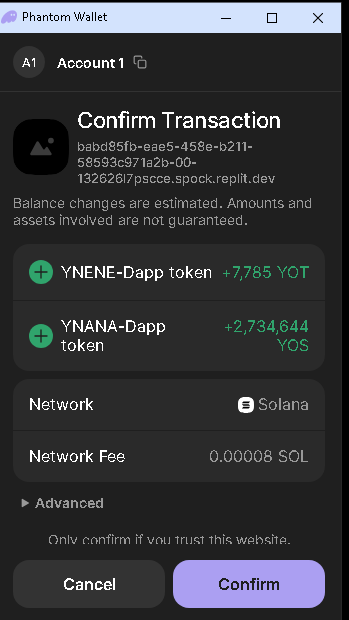 Phantom Wallet
A1 Account 1
Confirm Transaction
babd85fb-eae5-458e-b211-
58593c971a2b-00-
132626l7pscce.spock.replit.dev
Balance changes are estimated. Amounts and
assets involved are not guaranteed.
YNENE-Dapp token +7,785 YOT
YNANA-Dapp +2,734,644
token YOS
Network Solana
Network Fee 0.00008 SOL
Advanced
Only confirm if you trust this website.
Cancel Confirm